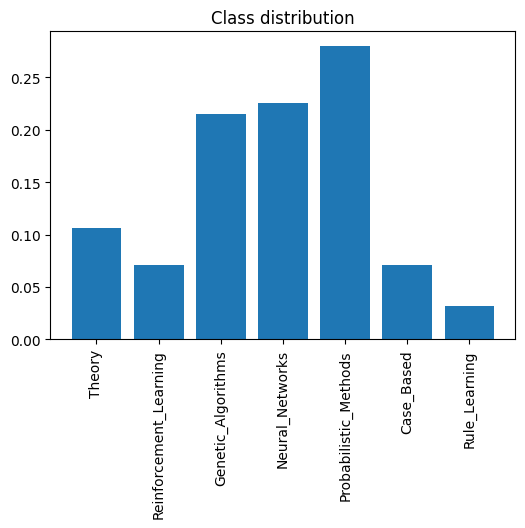 Class distribution
0.25
0.20
0.15
0.10
0.05
0.00
Theory
Reinforcement_Learning
Genetic_Algorithms
Neural_Networks
Probabilistic_Methods
Case_Based
Rule_Learning